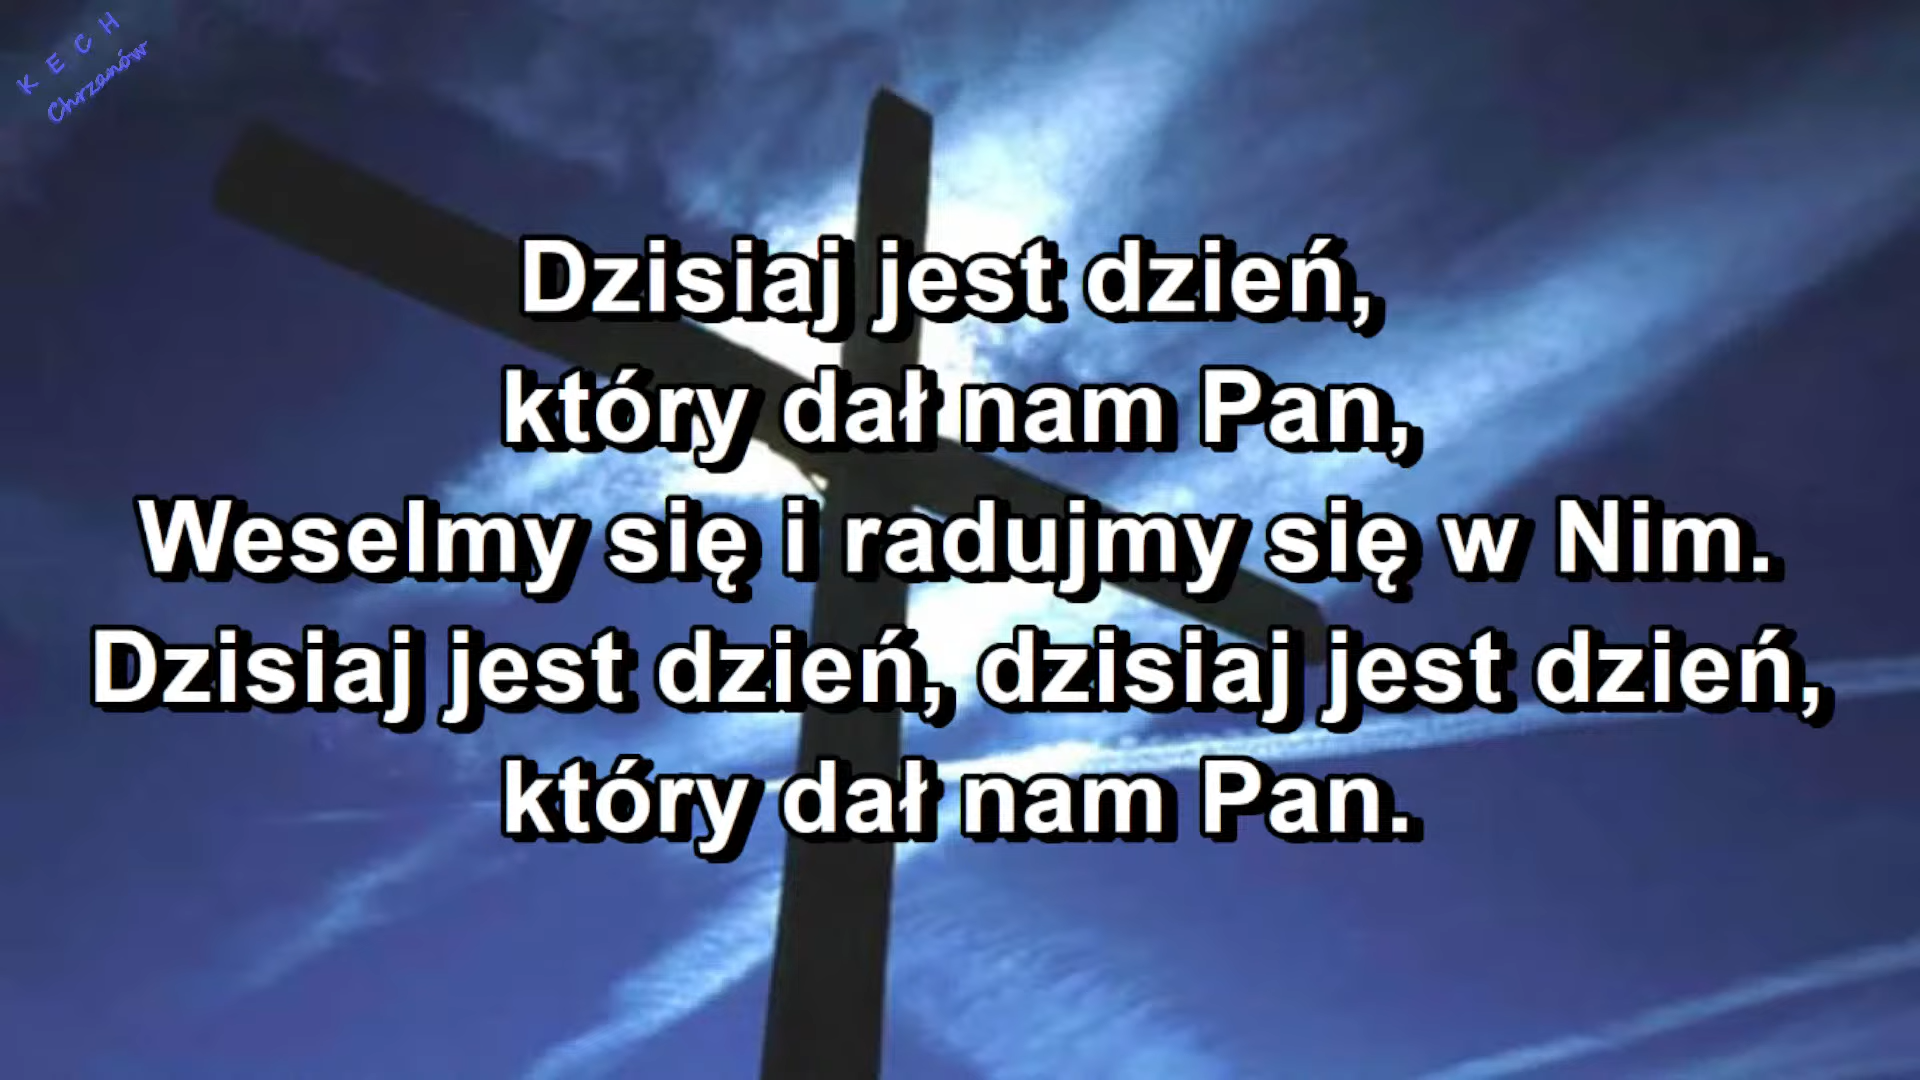 K E C H
Chrzanów
Dzisiaj jest dzień,
który dał nam Pan,
Weselmy się i radujmy się w Nim.
Dzisiaj jest dzień, dzisiaj jest dzień,
który dał nam Pan.